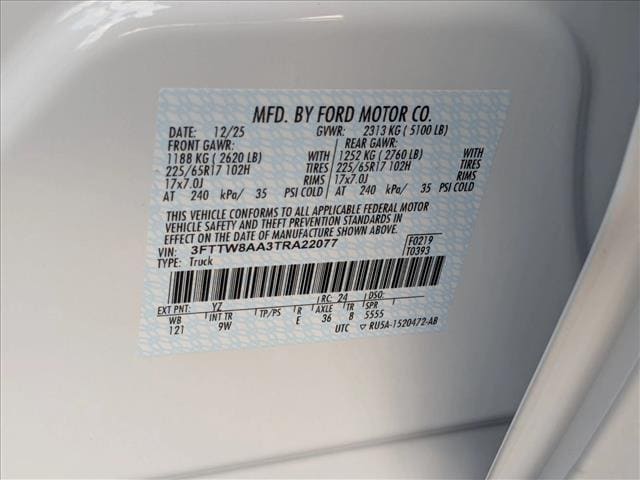 MFD. BY FORD MOTOR CO.
DATE: 12/25 GVWR: 2313 KG ( 5100 LB)
FRONT GAWR: REAR GAWR:
1188 KG ( 2620 LB) WITH 1252 KG ( 2760 LB) WITH
225/65R17 102H TIRES 225/65R17 102H TIRES
17x7.0J RIMS 17x7.0J RIMS
AT 240 kPa/ 35 PSI COLD AT 240 kPa/ 35 PSI COLD
THIS VEHICLE CONFORMS TO ALL APPLICABLE FEDERAL MOTOR
VEHICLE SAFETY AND THEFT PREVENTION STANDARDS IN EFFECT ON THE DATE
OF MANUFACTURE SHOWN ABOVE.
VIN: 3FTTW8AA3TRA22077 F0219
TYPE: Truck T0393
EXT PNT: YZ RC: 24 DSO:
WB INT TR TP/PS R AXLE TR SPR
121 9W E 36 8 5555
UTC ▽ RU5A-1520472-AB